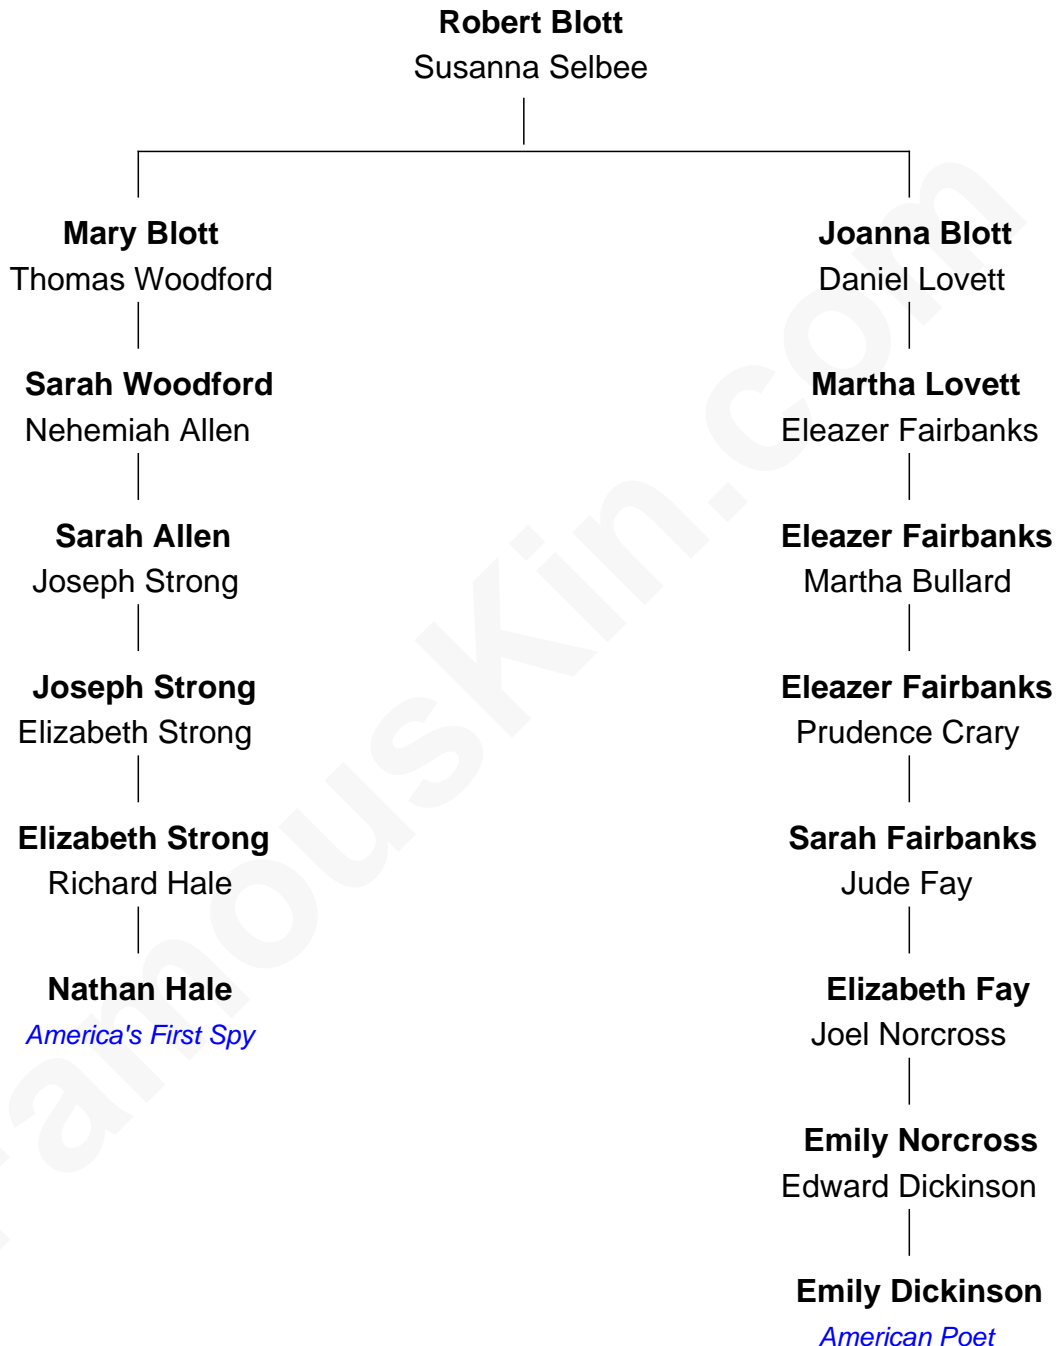 Robert Blott
Susanna Selbee
Mary Blott
Thomas Woodford
Joanna Blott
Daniel Lovett
Sarah Woodford
Nehemiah Allen
Martha Lovett
Eleazer Fairbanks
Sarah Allen
Joseph Strong
Eleazer Fairbanks
Martha Bullard
Joseph Strong
Elizabeth Strong
Eleazer Fairbanks
Prudence Crary
Elizabeth Strong
Richard Hale
Sarah Fairbanks
Jude Fay
Nathan Hale
America's First Spy
Elizabeth Fay
Joel Norcross
Emily Norcross
Edward Dickinson
Emily Dickinson
American Poet
FamousKin.com